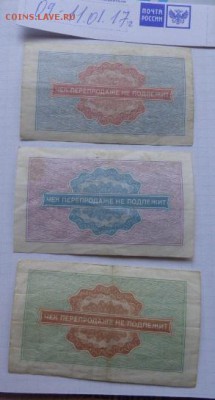 COINS.SS.RU
ПОЧТА
РОССИИ
09-11.01.17г
ЧЕК ПЕРЕПРОДАЖЕ НЕ ПОДЛЕЖИТ
ЧЕК ПЕРЕПРОДАЖЕ НЕ ПОДЛЕЖИТ
ЧЕК ПЕРЕПРОДАЖЕ НЕ ПОДЛЕЖИТ